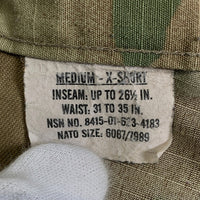 MEDIUM - X-SHORT
INSEAM: UP TO 26½ IN.
WAIST: 31 TO 35 IN.
NSN NO. 8415-01-623-4183
NATO SIZE: 6067/7989